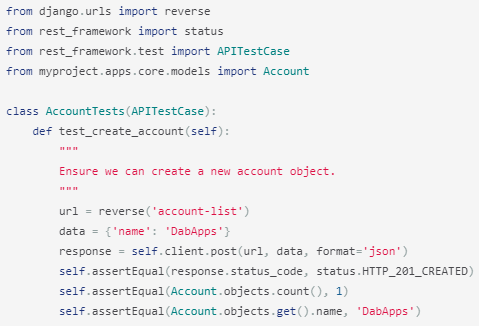 from django.urls import reverse
from rest_framework import status
from rest_framework.test import APITestCase
from myproject.apps.core.models import Account

class AccountTests(APITestCase):
    def test_create_account(self):
        """
        Ensure we can create a new account object.
        """
        url = reverse('account-list')
        data = {'name': 'DabApps'}
        response = self.client.post(url, data, format='json')
        self.assertEqual(response.status_code, status.HTTP_201_CREATED)
        self.assertEqual(Account.objects.count(), 1)
        self.assertEqual(Account.objects.get().name, 'DabApps')